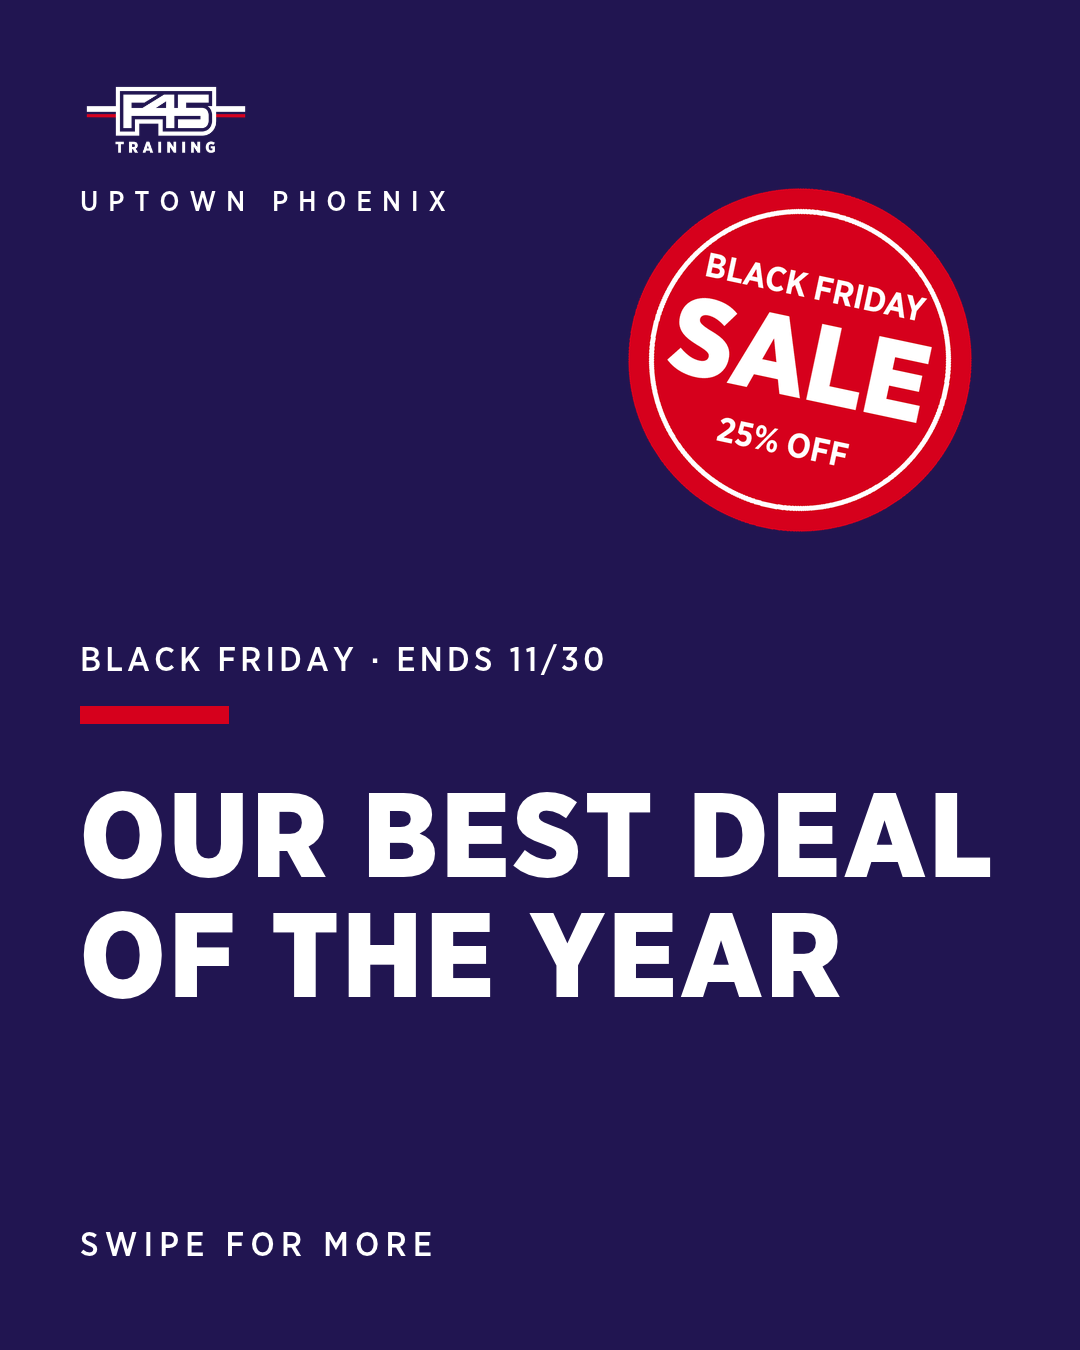 F45
TRAINING
UPTOWN PHOENIX
BLACK FRIDAY
SALE
25% OFF
BLACK FRIDAY · ENDS 11/30
OUR BEST DEAL
OF THE YEAR
SWIPE FOR MORE